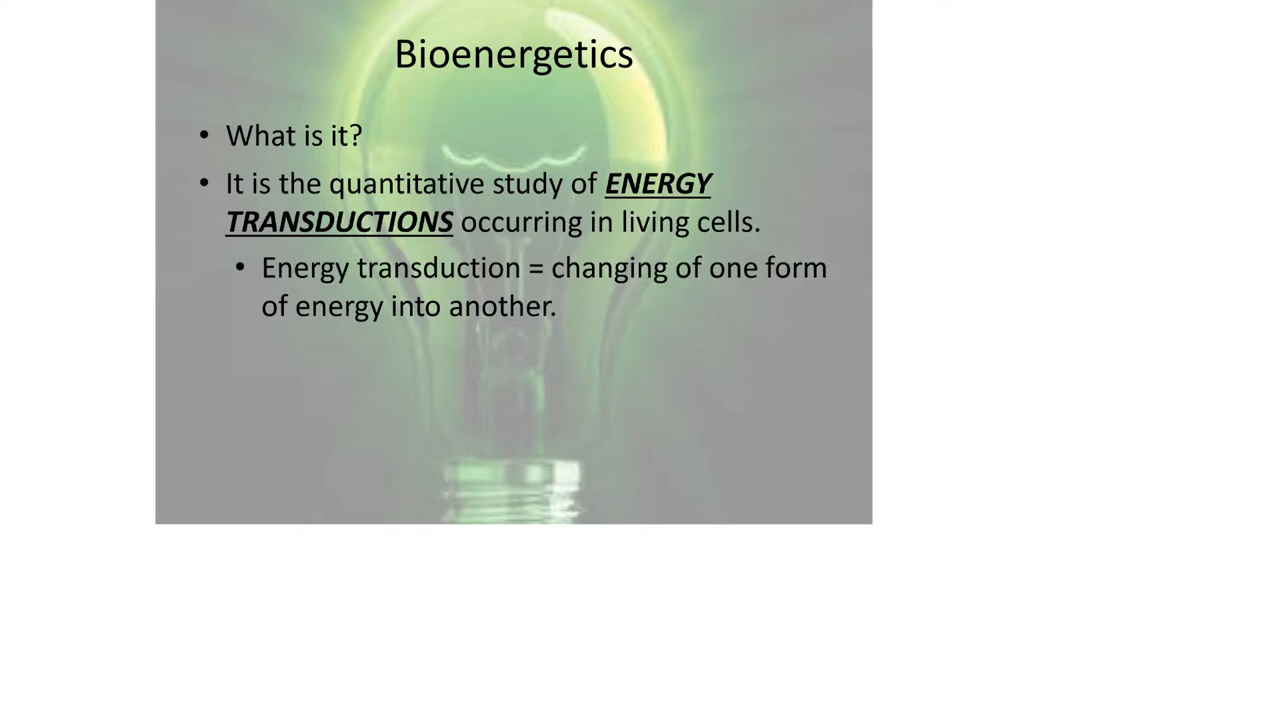 Bioenergetics
• What is it?
• It is the quantitative study of ENERGY
TRANSDUCTIONS occurring in living cells.
• Energy transduction = changing of one form
of energy into another.